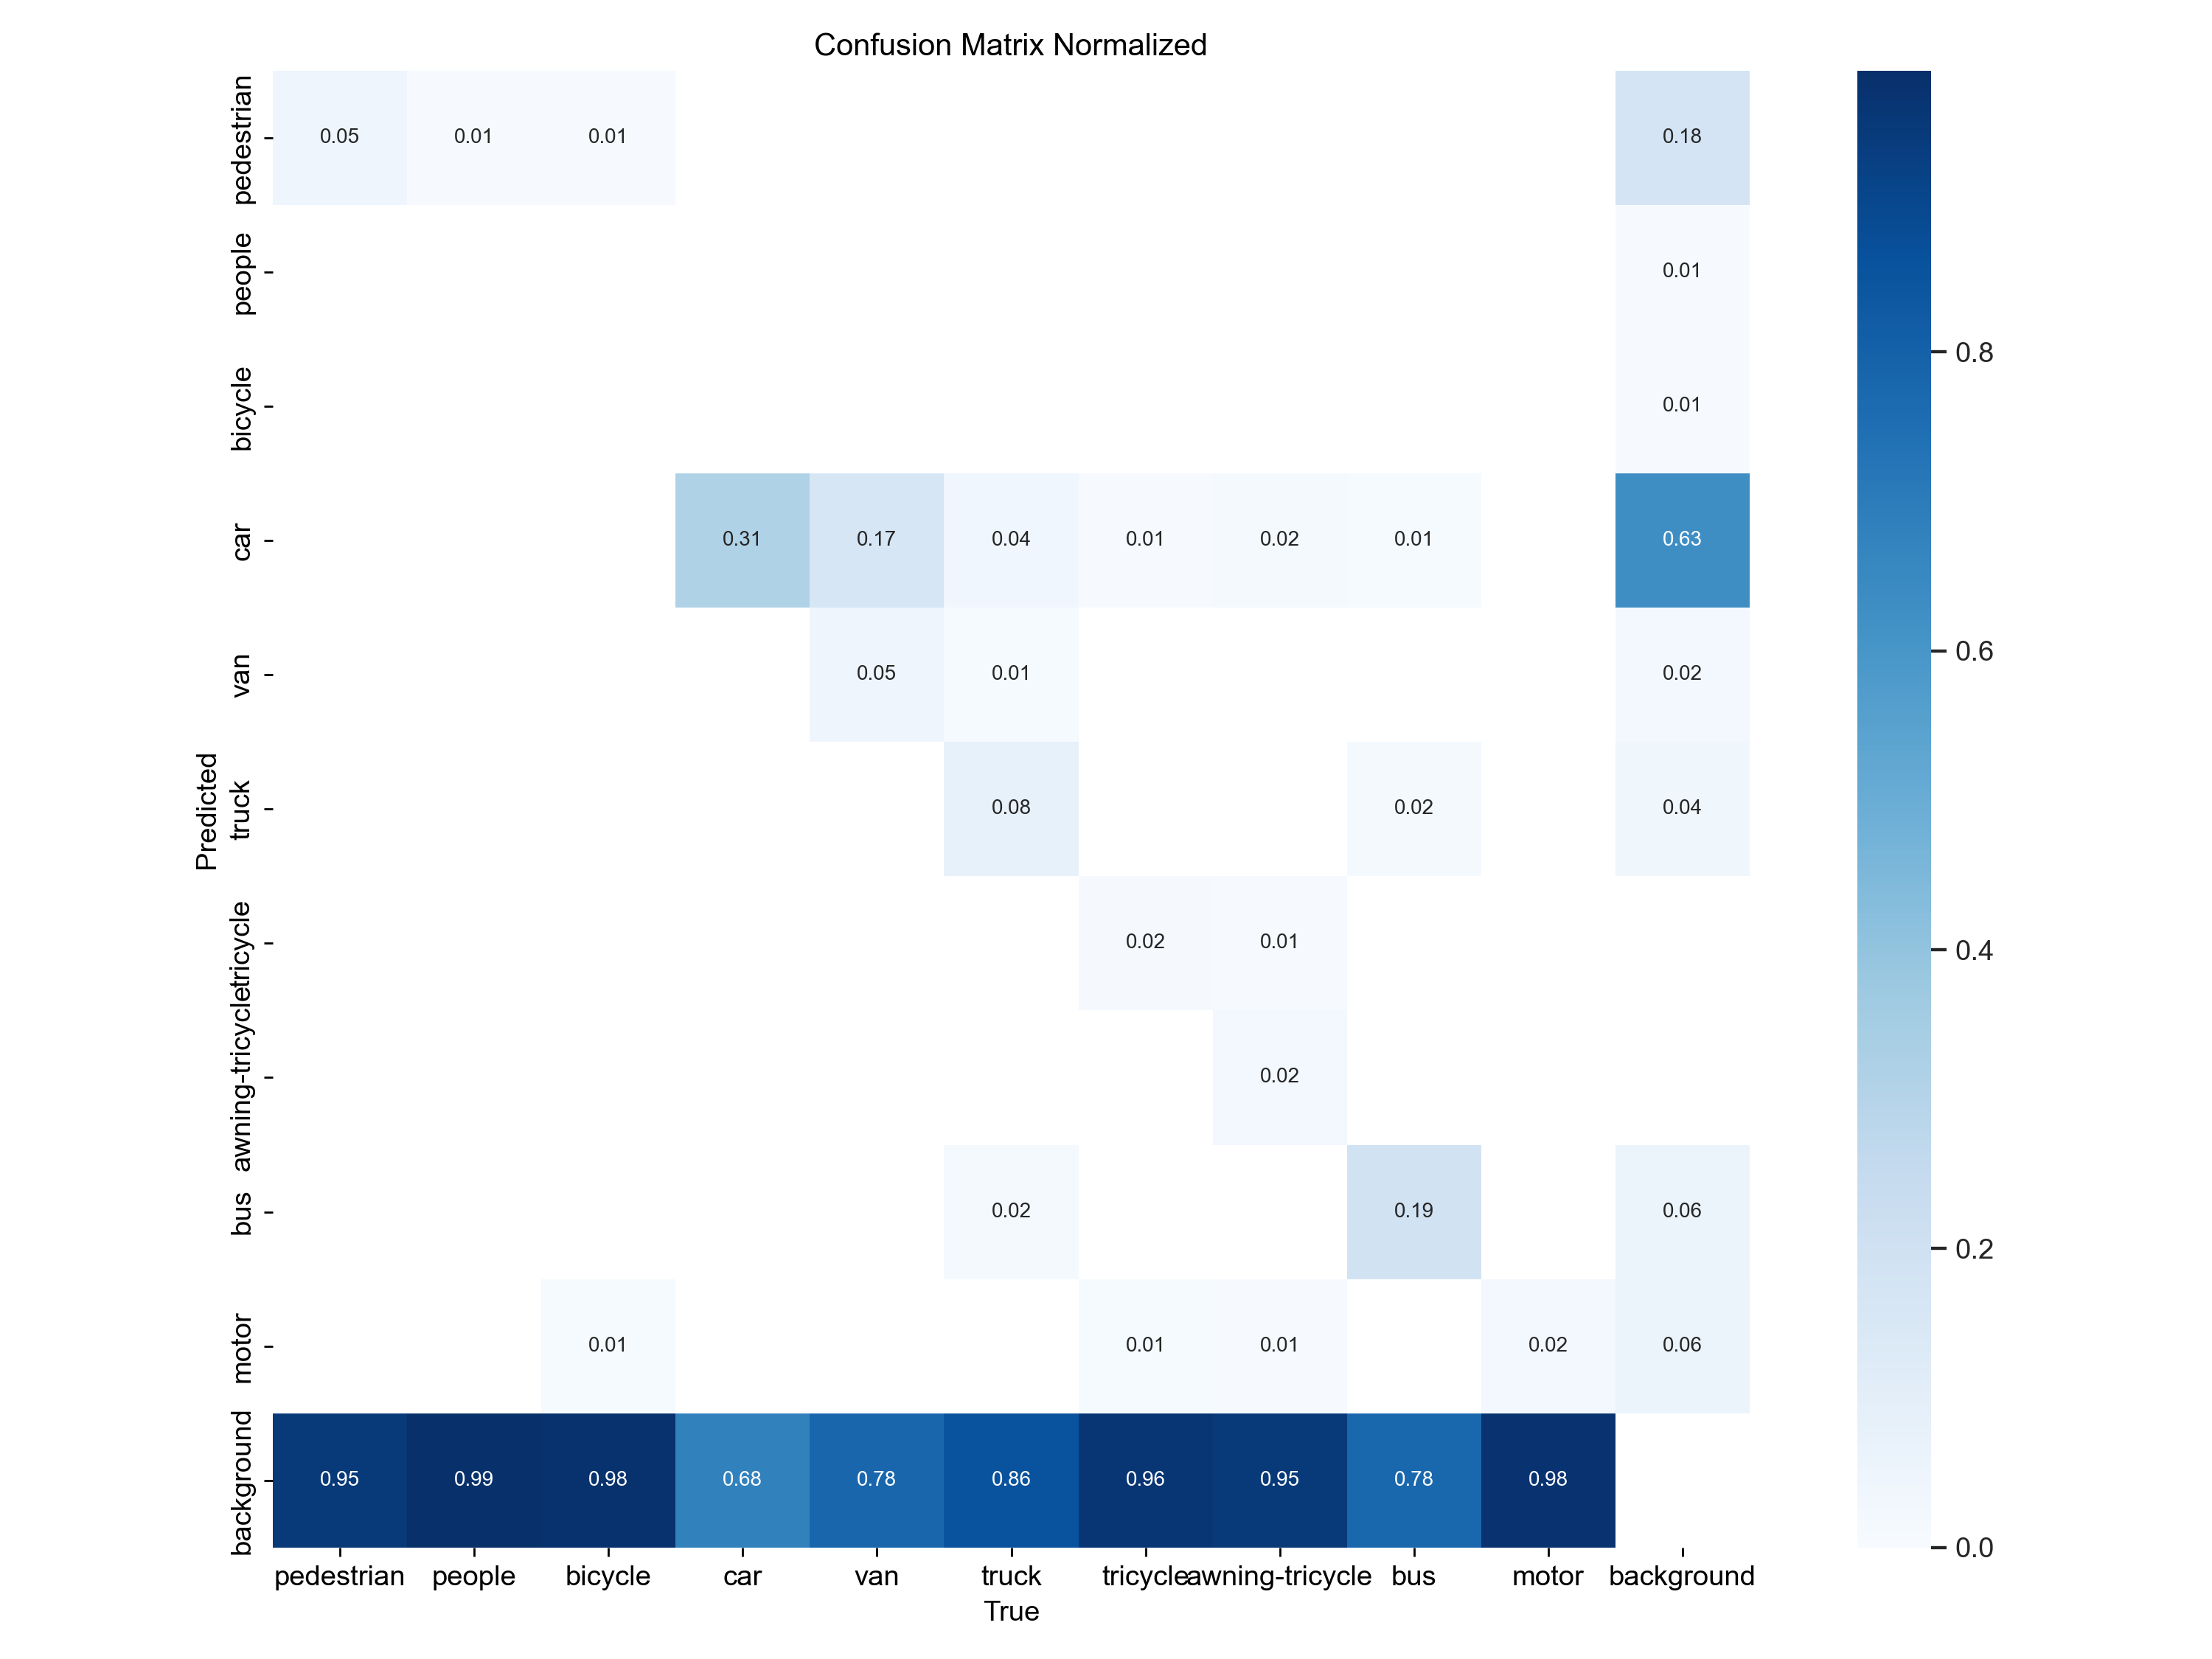 Confusion Matrix Normalized
pedestrian 0.05 0.01 0.01 0.18
people 0.01
bicycle 0.01
car 0.31 0.17 0.04 0.01 0.02 0.01 0.63
van 0.05 0.01 0.02
truck 0.08 0.02 0.04
tricycle 0.02 0.01
awning-tricycle 0.02
bus 0.02 0.19 0.06
motor 0.01 0.01 0.01 0.02 0.06
background 0.95 0.99 0.98 0.68 0.78 0.86 0.96 0.95 0.78 0.98
Predicted
pedestrian people bicycle car van truck tricycle awning-tricycle bus motor background
True
0.8
0.6
0.4
0.2
0.0